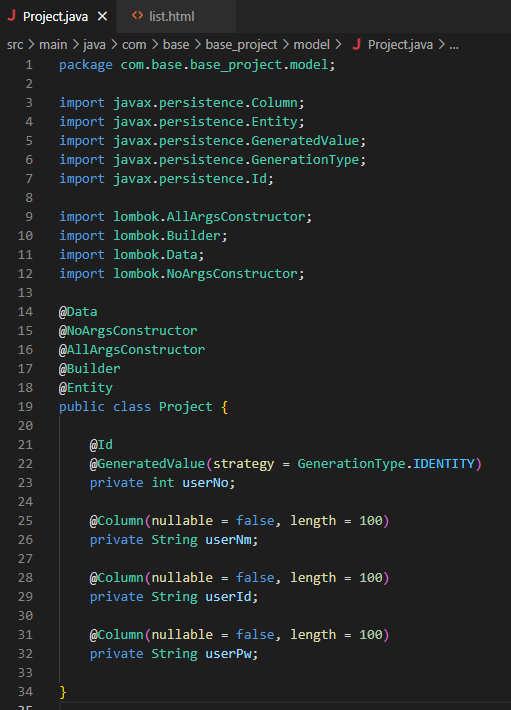 J Project.java × <> list.html
src > main > java > com > base > base_project > model > J Project.java > ...
1 package com.base.base_project.model;
2
3 import javax.persistence.Column;
4 import javax.persistence.Entity;
5 import javax.persistence.GeneratedValue;
6 import javax.persistence.GenerationType;
7 import javax.persistence.Id;
8
9 import lombok.AllArgsConstructor;
10 import lombok.Builder;
11 import lombok.Data;
12 import lombok.NoArgsConstructor;
13
14 @Data
15 @NoArgsConstructor
16 @AllArgsConstructor
17 @Builder
18 @Entity
19 public class Project {
20
21 @Id
22 @GeneratedValue(strategy = GenerationType.IDENTITY)
23 private int userNo;
24
25 @Column(nullable = false, length = 100)
26 private String userNm;
27
28 @Column(nullable = false, length = 100)
29 private String userId;
30
31 @Column(nullable = false, length = 100)
32 private String userPw;
33
34 }
35